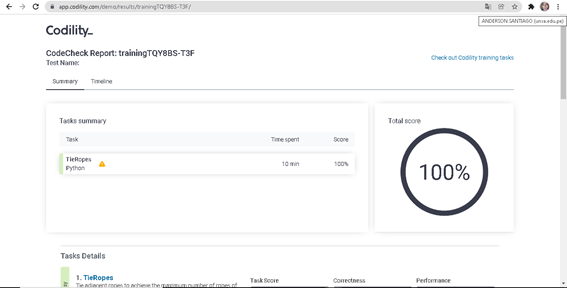 app.codility.com/demo/results/trainingTQY8BS-T3F/
ANDERSON SANTIAGO (unsa.edu.pe)
Codility_
CodeCheck Report: trainingTQY8BS-T3F
Test Name:
Check out Codility training tasks
Summary Timeline
Tasks summary
Task Time spent Score
TieRopes
Python
10 min 100%
Total score
100%
Tasks Details
1. TieRopes
Tie adjacent ropes to achieve the maximum number of ropes of
Task Score Correctness Performance